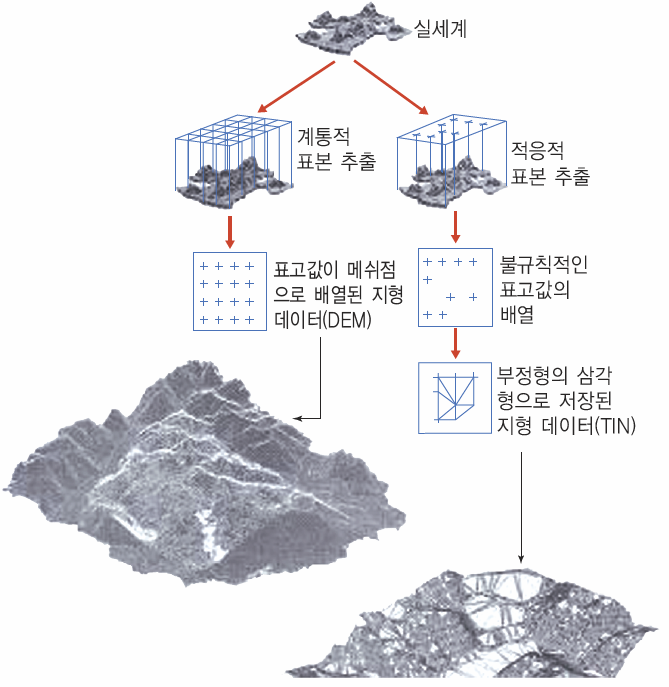 실세계
계통적
표본 추출
적응적
표본 추출
표고값이 메쉬점
으로 배열된 지형
데이터(DEM)
불규칙적인
표고값의
배열
부정형의 삼각
형으로 저장된
지형 데이터(TIN)